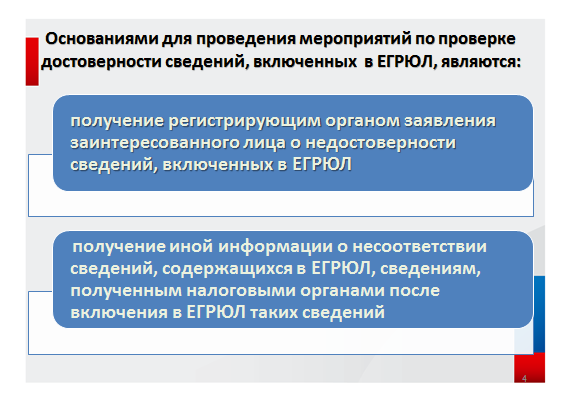 Основаниями для проведения мероприятий по проверке
достоверности сведений, включенных в ЕГРЮЛ, являются:
получение регистрирующим органом заявления
заинтересованного лица о недостоверности
сведений, включенных в ЕГРЮЛ
получение иной информации о несоответствии
сведений, содержащихся в ЕГРЮЛ, сведениям,
полученным налоговыми органами после
включения в ЕГРЮЛ таких сведений
4